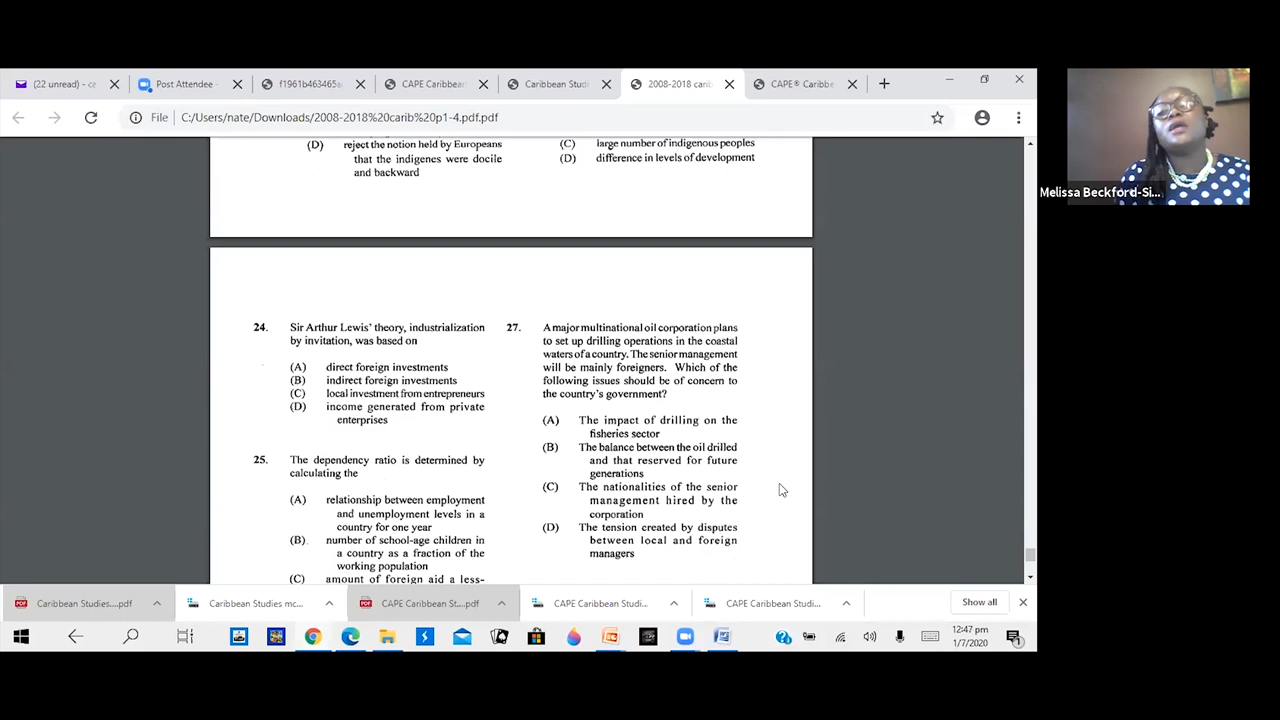 (22 unread) - ca
Post Attendee -
f1961b463465a
CAPE Caribbean
Caribbean Studi
2008-2018 carib
CAPE® Caribbe
File
C:/Users/nate/Downloads/2008-2018%20carib%20p1-4.pdf.pdf
(D) reject the notion held by Europeans
that the indigenes were docile
and backward
(C) large number of indigenous peoples
(D) difference in levels of development
24. Sir Arthur Lewis' theory, industrialization
by invitation, was based on
(A) direct foreign investments
(B) indirect foreign investments
(C) local investment from entrepreneurs
(D) income generated from private
enterprises
25. The dependency ratio is determined by
calculating the
(A) relationship between employment
and unemployment levels in a
country for one year
(B) number of school-age children in
a country as a fraction of the
working population
(C) amount of foreign aid a less-
27. A major multinational oil corporation plans
to set up drilling operations in the coastal
waters of a country. The senior management
will be mainly foreigners. Which of the
following issues should be of concern to
the country's government?
(A) The impact of drilling on the
fisheries sector
(B) The balance between the oil drilled
and that reserved for future
generations
(C) The nationalities of the senior
management hired by the
corporation
(D) The tension created by disputes
between local and foreign
managers
Melissa Beckford-Si...
Caribbean Studies....pdf
Caribbean Studies mc...
CAPE Caribbean St....pdf
CAPE Caribbean Studi...
CAPE Caribbean Studi...
Show all
12:47 pm
1/7/2020